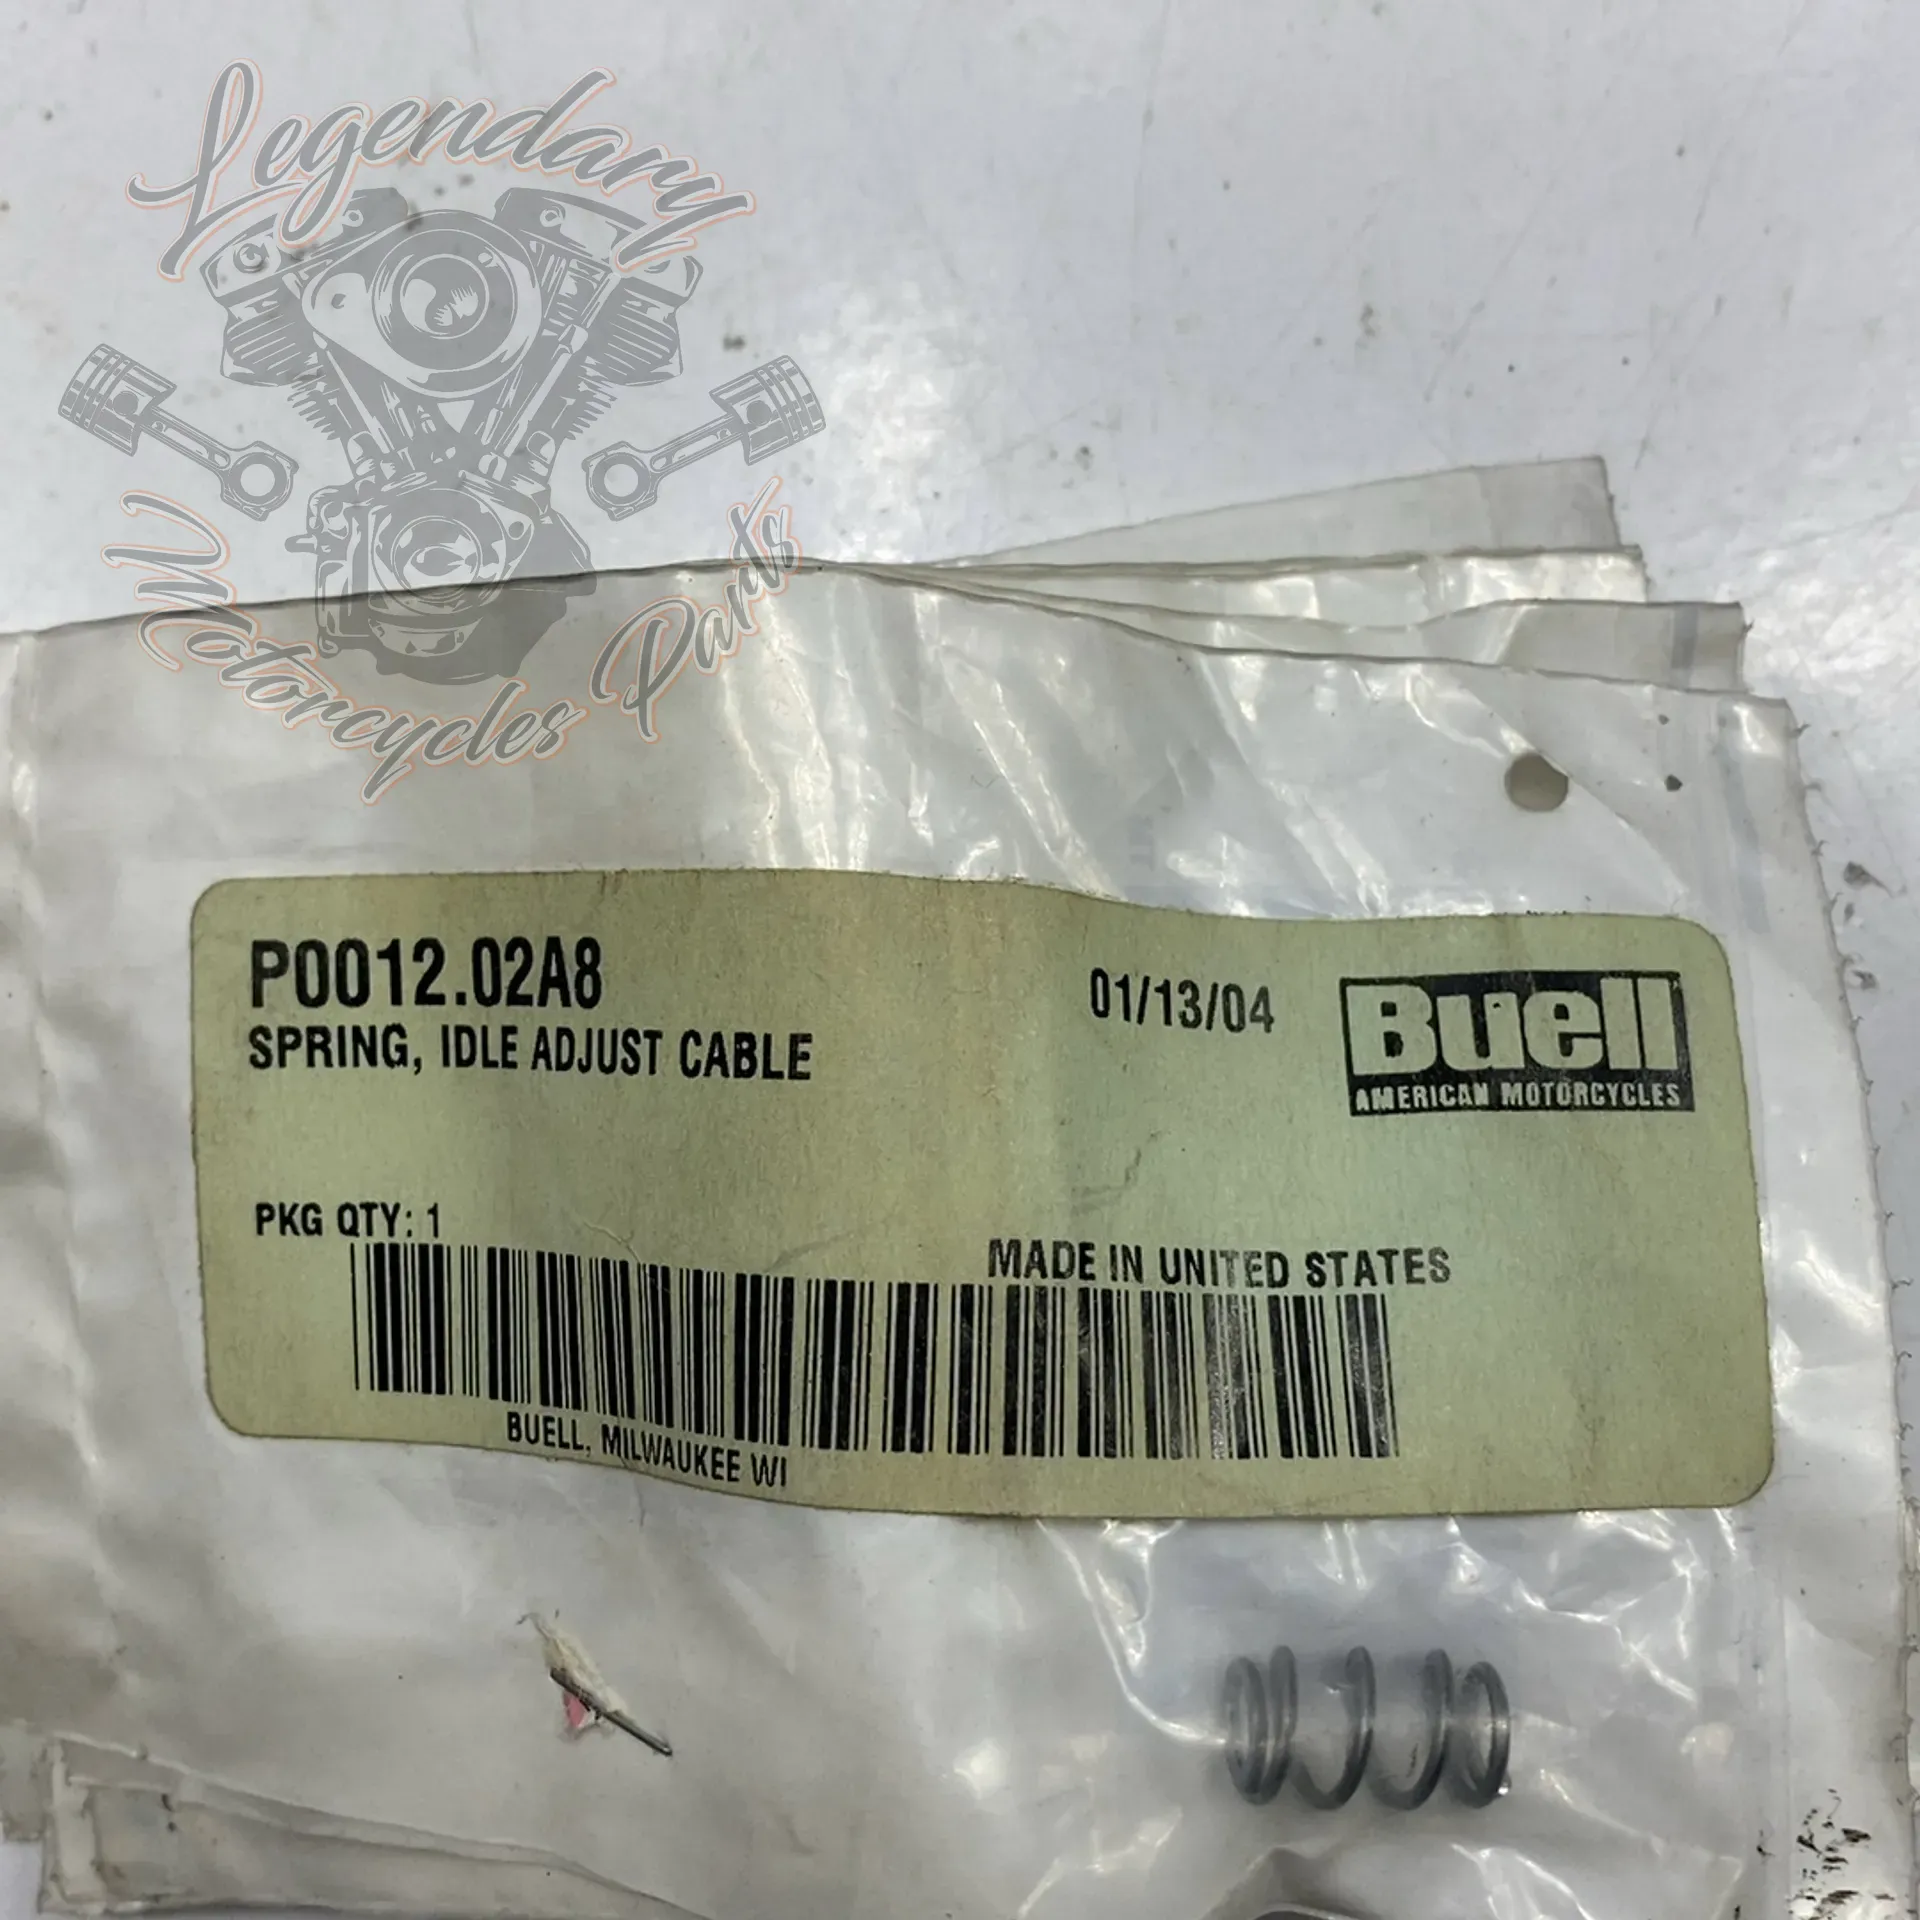 Legendary
Motorcycles Parts
P0012.02A8
SPRING, IDLE ADJUST CABLE
01/13/04
Buell
AMERICAN MOTORCYCLES
PKG QTY: 1
MADE IN UNITED STATES
BUELL, MILWAUKEE WI